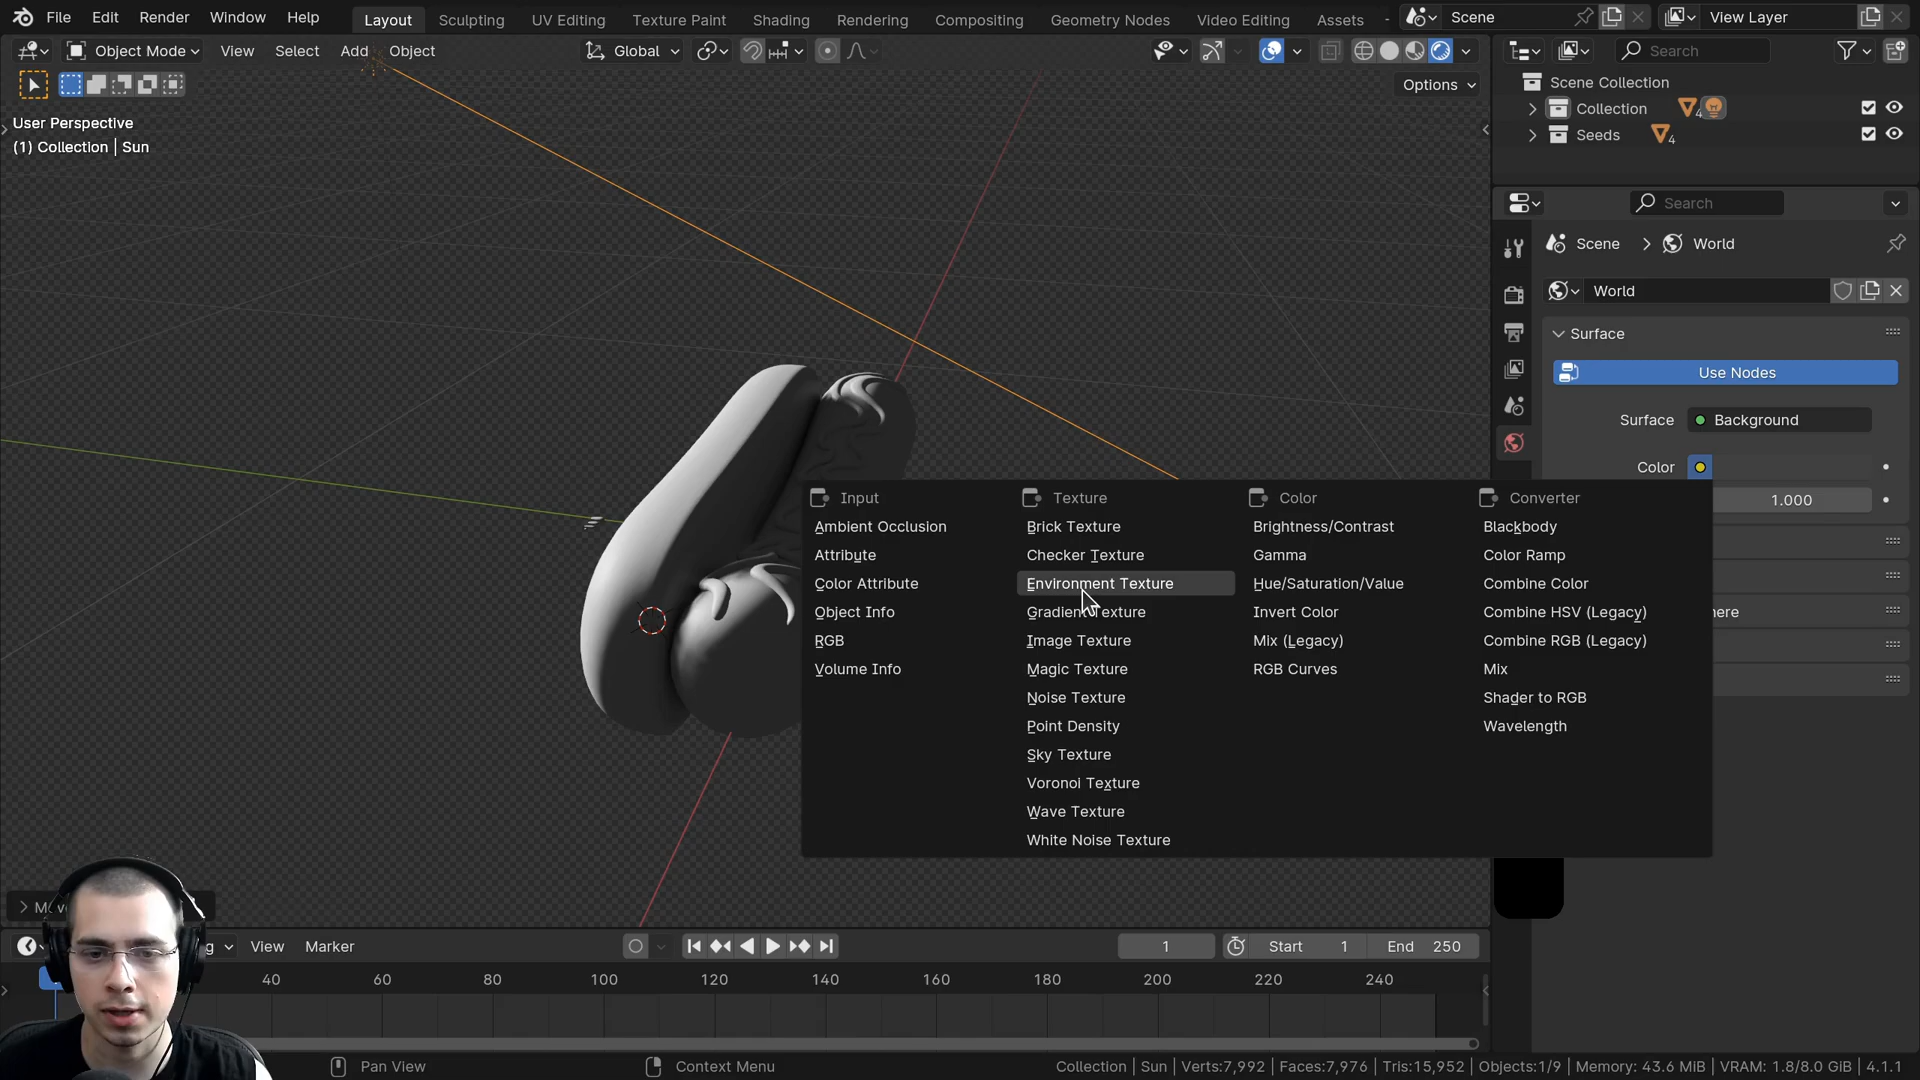 File Edit Render Window Help Layout Sculpting UV Editing Texture Paint Shading Rendering Compositing Geometry Nodes Video Editing Assets Scene View Layer
Object Mode View Select Add Object Global Search
Options
Scene Collection
Collection 4
Seeds 4
User Perspective
(1) Collection | Sun
Search
Scene > World
World
Surface
Use Nodes
Surface Background
Color
1.000
Input Texture Color Converter
Ambient Occlusion Brick Texture Brightness/Contrast Blackbody
Attribute Checker Texture Gamma Color Ramp
Color Attribute Environment Texture Hue/Saturation/Value Combine Color
Object Info Gradient Texture Invert Color Combine HSV (Legacy) here
RGB Image Texture Mix (Legacy) Combine RGB (Legacy)
Volume Info Magic Texture RGB Curves Mix
Noise Texture Shader to RGB
Point Density Wavelength
Sky Texture
Voronoi Texture
Wave Texture
White Noise Texture
Mov
g View Marker 1 Start 1 End 250
40 60 80 100 120 140 160 180 200 220 240
Pan View Context Menu Collection | Sun | Verts:7,992 | Faces:7,976 | Tris:15,952 | Objects:1/9 | Memory: 43.6 MiB | VRAM: 1.8/8.0 GiB | 4.1.1